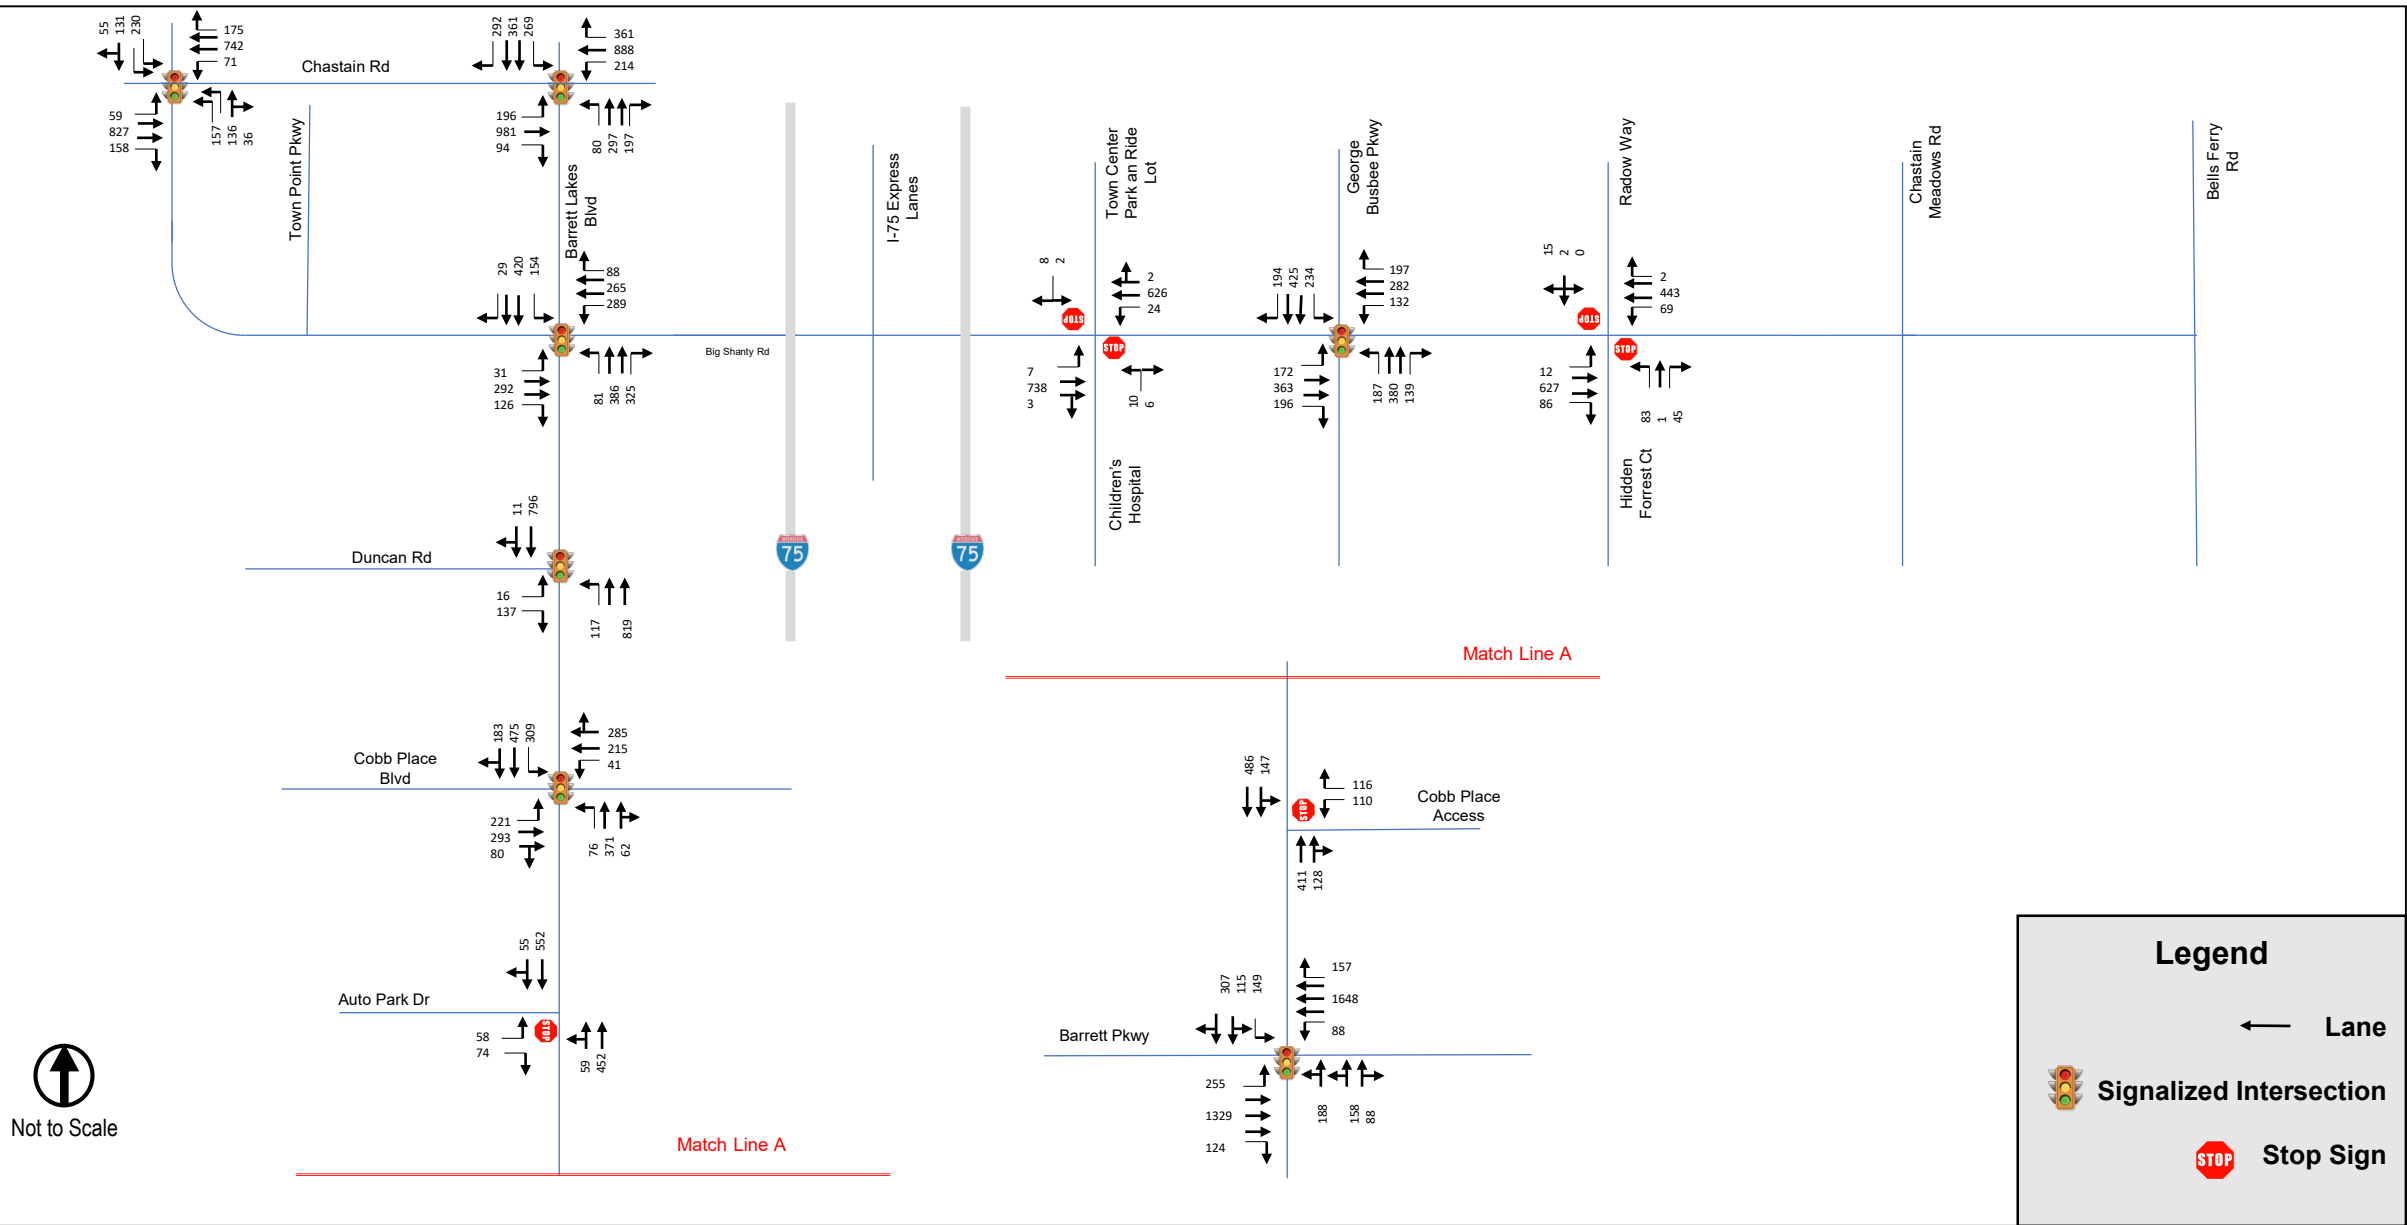 55
131
230
175
742
71
Chastain Rd
59
827
158
157
136
36
292
361
269
361
888
214
196
981
94
80
297
197
Town Point Pkwy
Barrett Lakes
Blvd
I-75 Express
Lanes
Town Center
Park an Ride
Lot
George
Busbee Pkwy
Radow Way
Chastain
Meadows Rd
Bells Ferry
Rd
29
420
154
88
265
289
31
292
126
81
386
325
Big Shanty Rd
8
2
2
626
24
STOP
STOP
7
738
3
10
6
Children's
Hospital
194
425
234
197
282
132
172
363
196
187
380
139
15
2
0
2
443
69
STOP
STOP
12
627
86
83
1
45
Hidden
Forrest Ct
11
796
Duncan Rd
16
137
117
819
INTERSTATE
75
INTERSTATE
75
Match Line A
183
475
309
285
215
41
Cobb Place
Blvd
221
293
80
76
371
62
486
147
116
110
STOP
Cobb Place
Access
411
128
55
552
Auto Park Dr
58
74
STOP
59
452
307
115
149
157
1648
88
Barrett Pkwy
255
1329
124
188
158
88
Not to Scale
Match Line A
Legend
Lane
Signalized Intersection
STOP
Stop Sign